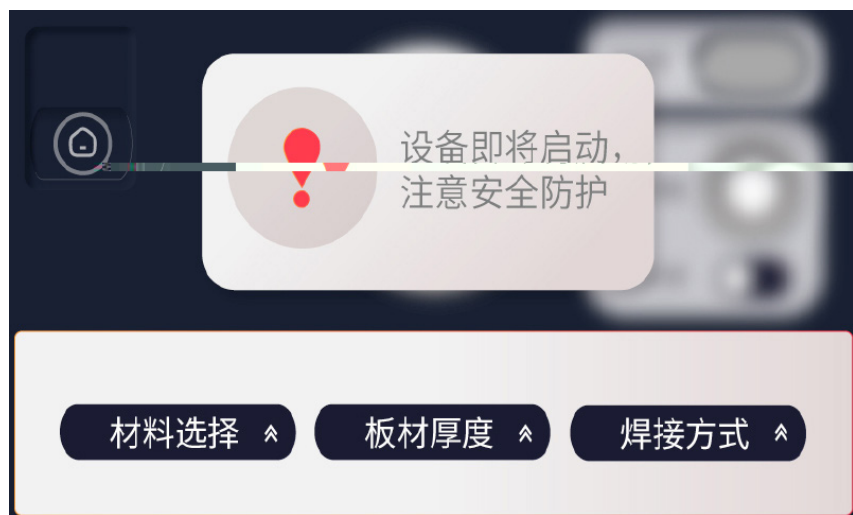 设备即将启动，
注意安全防护
材料选择
板材厚度
焊接方式